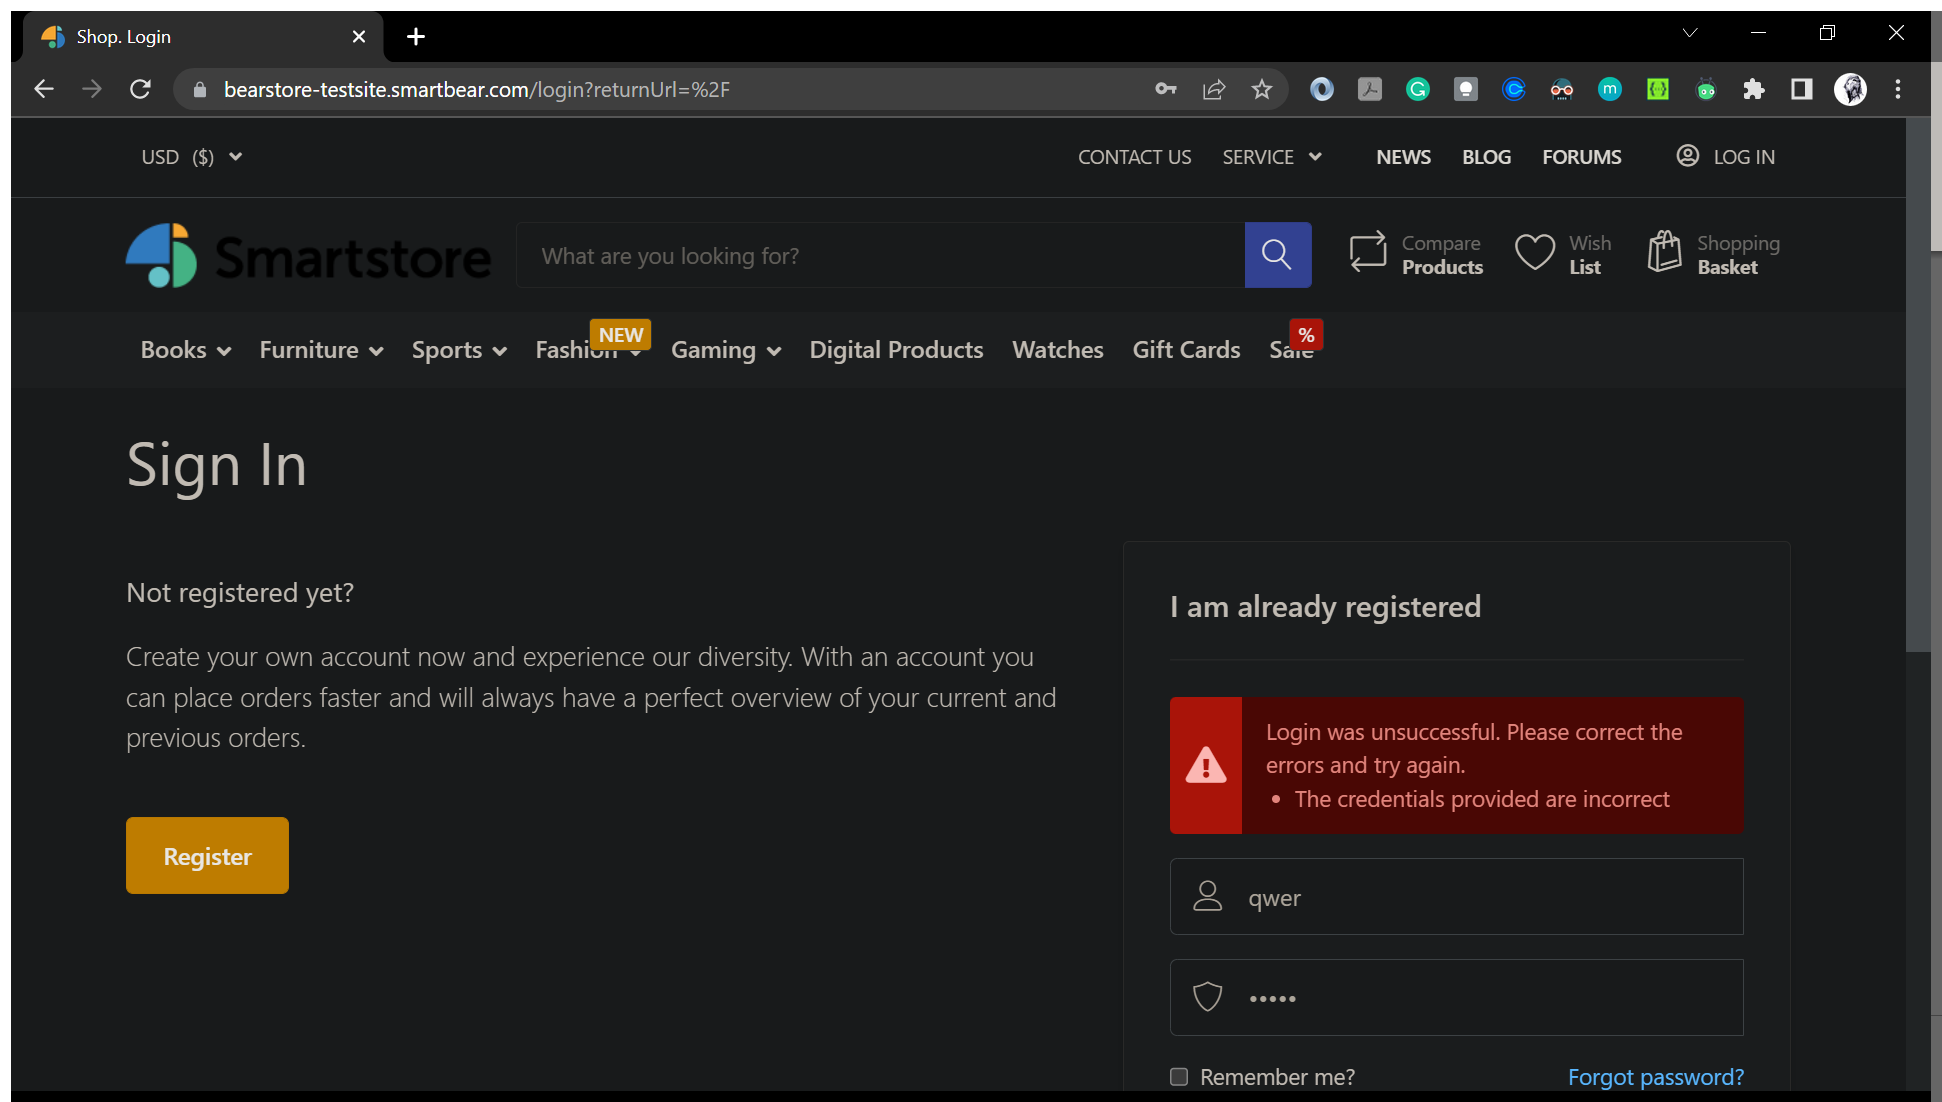 Shop. Login
bearstore-testsite.smartbear.com/login?returnUrl=%2F
USD ($)
CONTACT US SERVICE NEWS BLOG FORUMS LOG IN
Smartstore
What are you looking for?
Compare Products
Wish List
Shopping Basket
Books Furniture Sports Fashion NEW Gaming Digital Products Watches Gift Cards Sale %
Sign In
Not registered yet?
Create your own account now and experience our diversity. With an account you
can place orders faster and will always have a perfect overview of your current and
previous orders.
Register
I am already registered
Login was unsuccessful. Please correct the
errors and try again.
• The credentials provided are incorrect
qwer
•••••
Remember me? Forgot password?